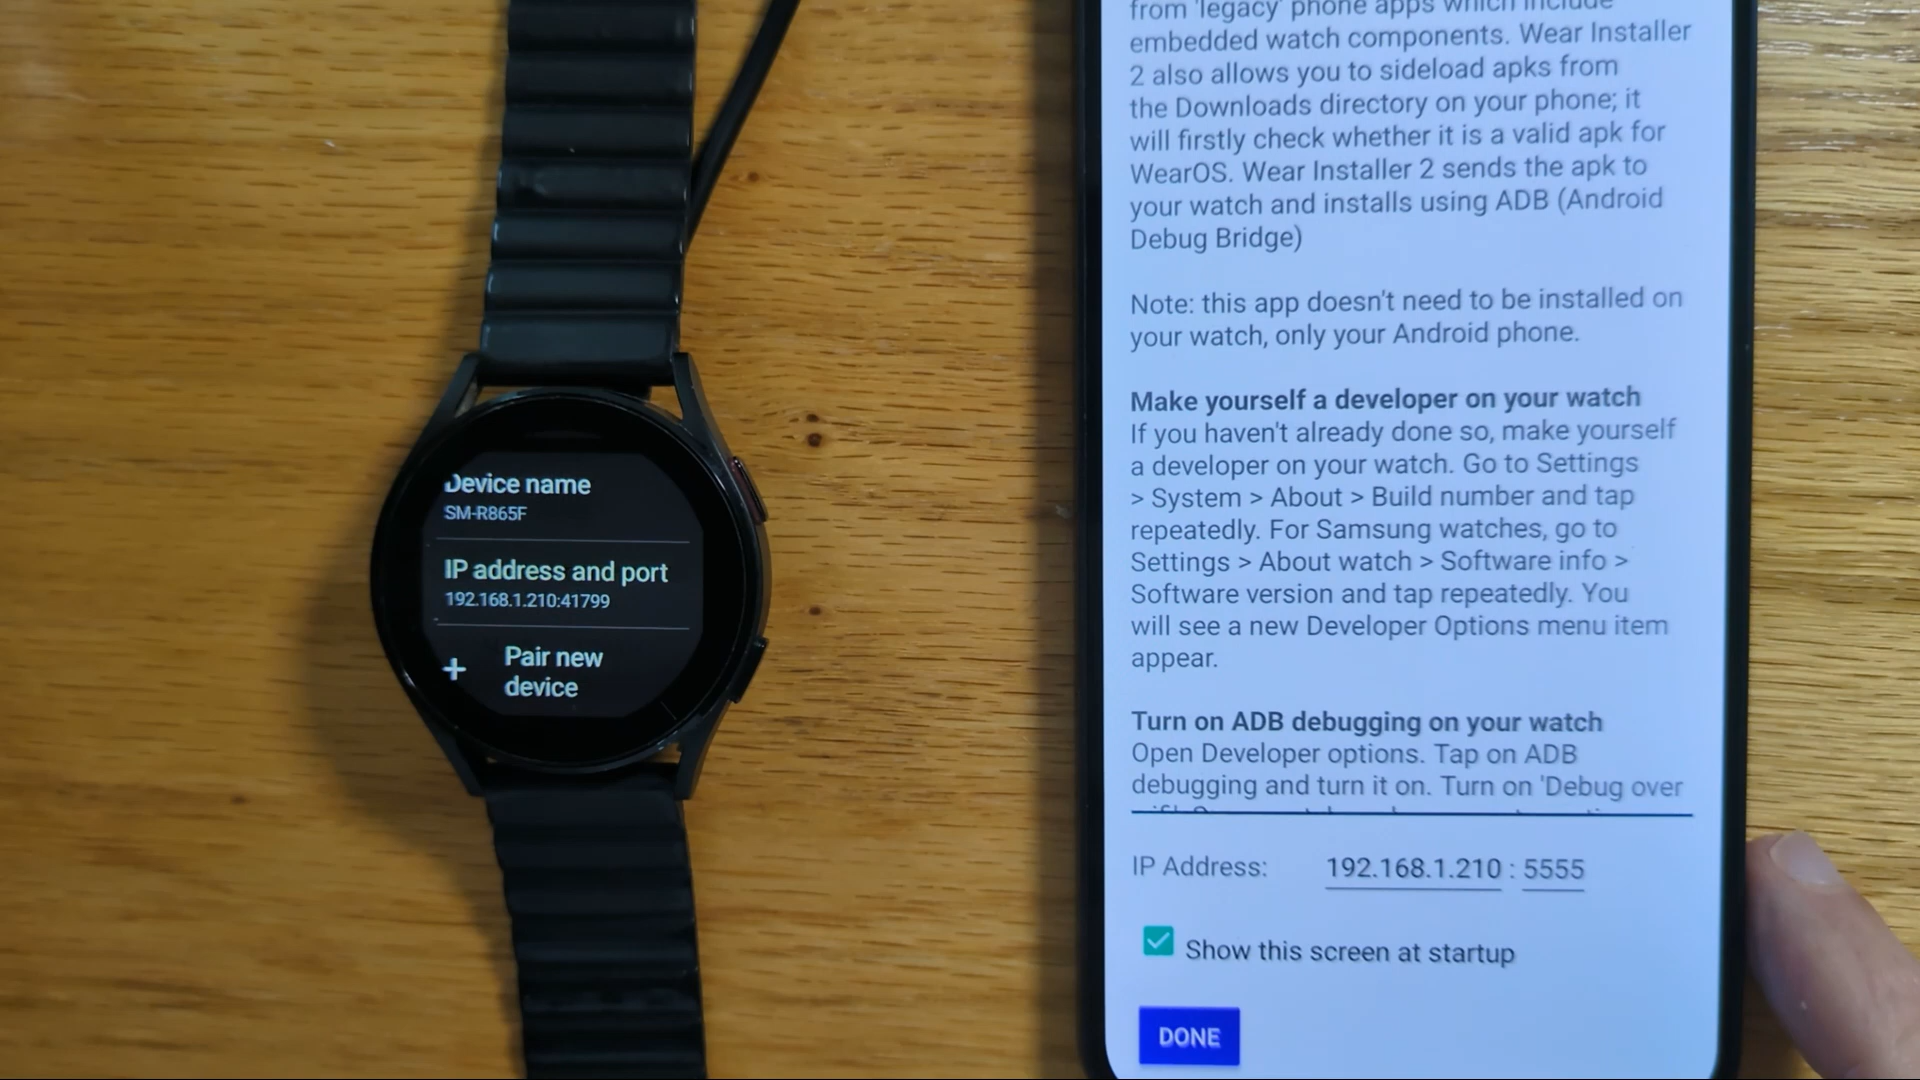 Device name
SM-R865F
IP address and port
192.168.1.210:41799
+ Pair new
device
from 'legacy' phone apps which include
embedded watch components. Wear Installer
2 also allows you to sideload apks from
the Downloads directory on your phone; it
will firstly check whether it is a valid apk for
WearOS. Wear Installer 2 sends the apk to
your watch and installs using ADB (Android
Debug Bridge)
Note: this app doesn't need to be installed on
your watch, only your Android phone.
Make yourself a developer on your watch
If you haven't already done so, make yourself
a developer on your watch. Go to Settings
> System > About > Build number and tap
repeatedly. For Samsung watches, go to
Settings > About watch > Software info >
Software version and tap repeatedly. You
will see a new Developer Options menu item
appear.
Turn on ADB debugging on your watch
Open Developer options. Tap on ADB
debugging and turn it on. Turn on 'Debug over
IP Address: 192.168.1.210 : 5555
Show this screen at startup
DONE